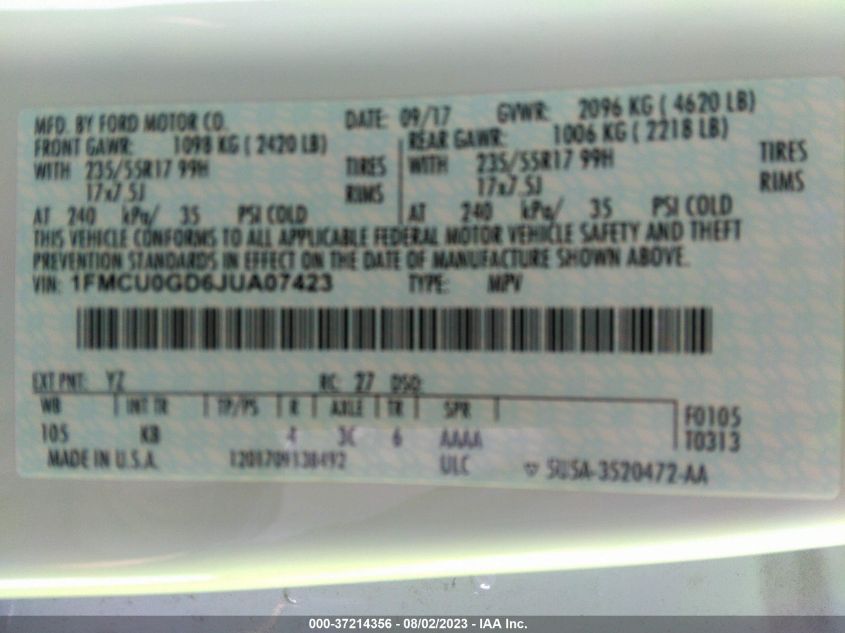 MFD. BY FORD MOTOR CO. DATE: 09/17 GVWR: 2096 KG ( 4620 LB)
FRONT GAWR: 1098 KG ( 2420 LB) REAR GAWR: 1006 KG ( 2218 LB)
WITH 235/55R17 99H TIRES WITH 235/55R17 99H TIRES
17x7.5J RIMS 17x7.5J RIMS
AT 240 kPa/ 35 PSI COLD AT 240 kPa/ 35 PSI COLD
THIS VEHICLE CONFORMS TO ALL APPLICABLE FEDERAL MOTOR VEHICLE SAFETY AND THEFT
PREVENTION STANDARDS IN EFFECT ON THE DATE OF MANUFACTURE SHOWN ABOVE.
VIN: 1FMCU0GD6JUA07423 TYPE: MPV
EXT PNT: YZ RC: 27 DSO:
WB INT TR TP/PS R AXLE TR SPR F0105
105 KB 4 3C 6 AAAA T0313
MADE IN U.S.A. ULC
000-37214356 - 08/02/2023 - IAA Inc.